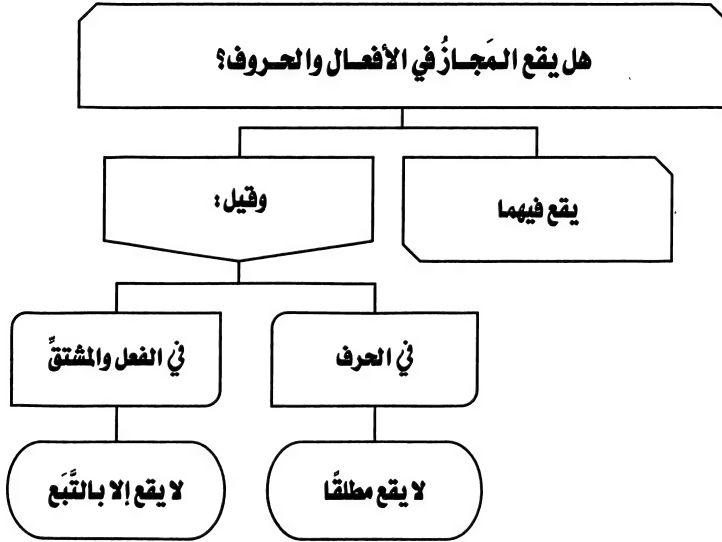 هل يقع المَجازُ في الأفعال والحروف؟
يقع فيهما
وقيل:
في الحرف
في الفعل والمشتقِّ
لا يقع مطلقًا
لا يقع إلا بالتَّبَع